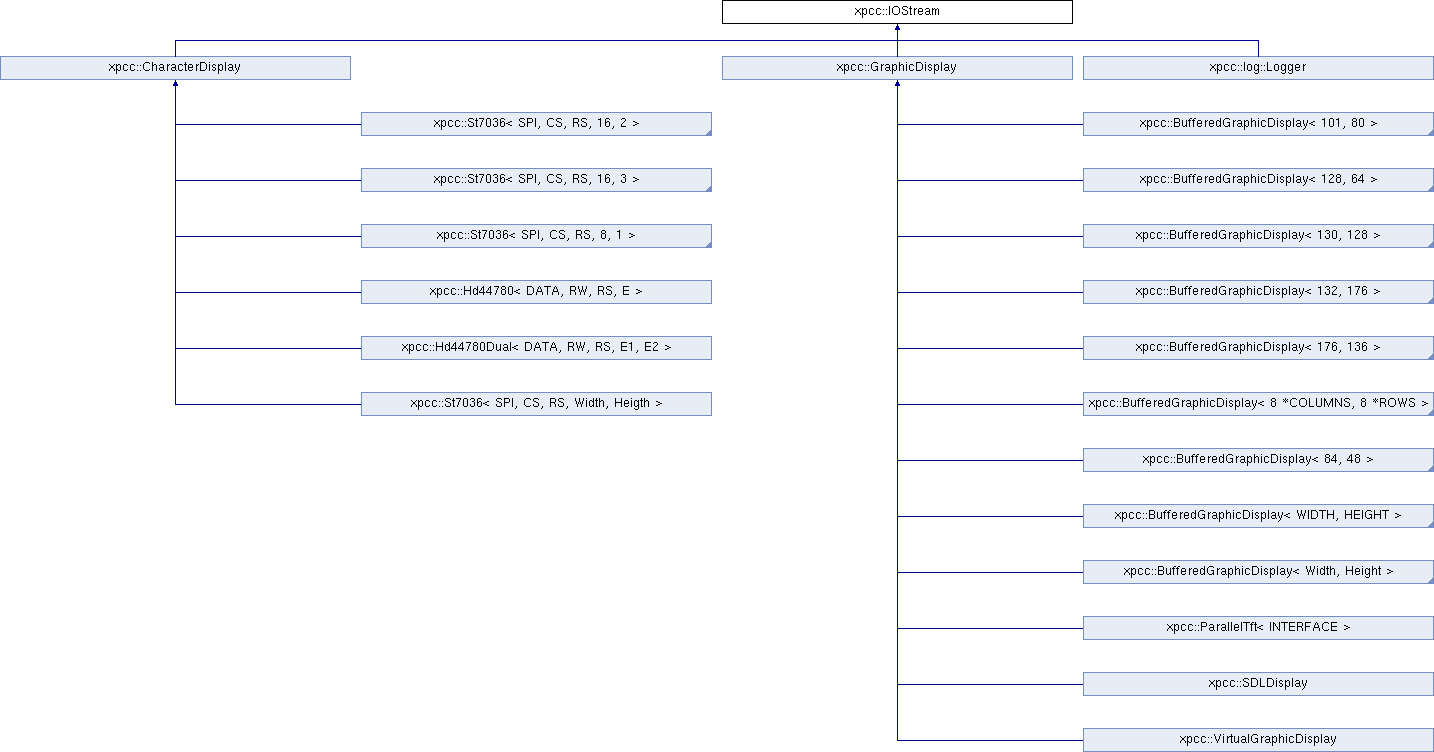 xpcc::IOStream
xpcc::CharacterDisplay
xpcc::GraphicDisplay
xpcc::log::Logger
xpcc::St7036< SPI, CS, RS, 16, 2 >
xpcc::BufferedGraphicDisplay< 101, 80 >
xpcc::St7036< SPI, CS, RS, 16, 3 >
xpcc::BufferedGraphicDisplay< 128, 64 >
xpcc::St7036< SPI, CS, RS, 8, 1 >
xpcc::BufferedGraphicDisplay< 130, 128 >
xpcc::Hd44780< DATA, RW, RS, E >
xpcc::BufferedGraphicDisplay< 132, 176 >
xpcc::Hd44780Dual< DATA, RW, RS, E1, E2 >
xpcc::BufferedGraphicDisplay< 176, 136 >
xpcc::St7036< SPI, CS, RS, Width, Heigth >
xpcc::BufferedGraphicDisplay< 8 *COLUMNS, 8 *ROWS >
xpcc::BufferedGraphicDisplay< 84, 48 >
xpcc::BufferedGraphicDisplay< WIDTH, HEIGHT >
xpcc::BufferedGraphicDisplay< Width, Height >
xpcc::ParallelTft< INTERFACE >
xpcc::SDLDisplay
xpcc::VirtualGraphicDisplay